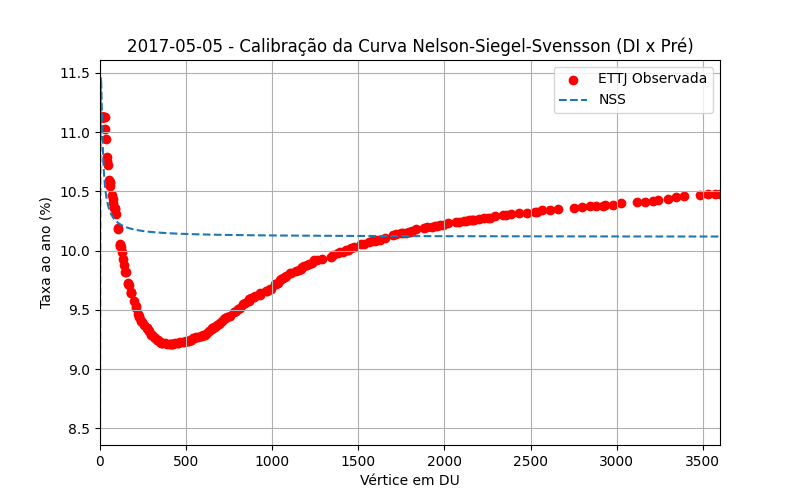 2017-05-05 - Calibração da Curva Nelson-Siegel-Svensson (DI x Pré)
ETTJ Observada
NSS
Taxa ao ano (%)
11.5
11.0
10.5
10.0
9.5
9.0
8.5
0 500 1000 1500 2000 2500 3000 3500
Vértice em DU